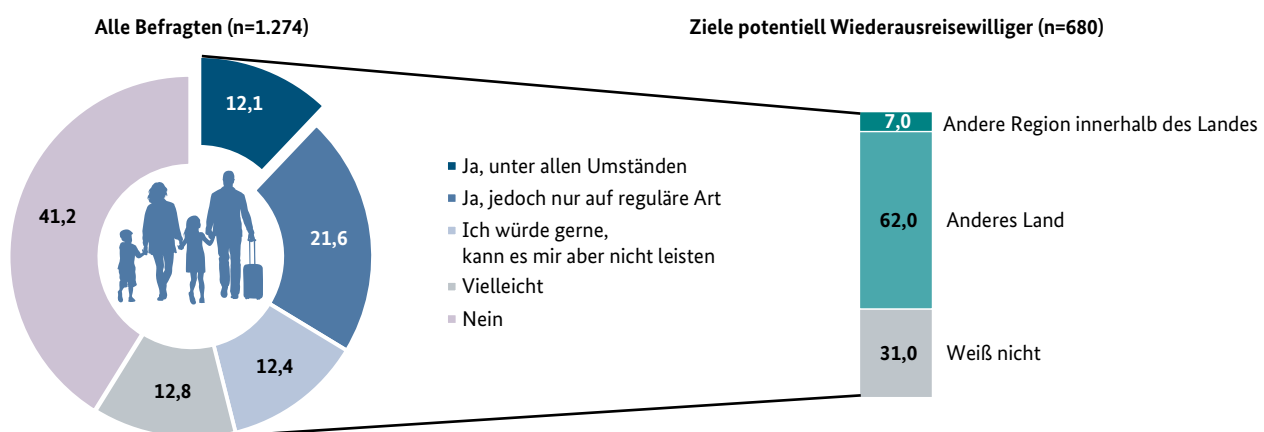 Alle Befragten (n=1.274)
Ziele potentiell Wiederausreisewilliger (n=680)
12,1
21,6
12,4
12,8
41,2
Ja, unter allen Umständen
Ja, jedoch nur auf reguläre Art
Ich würde gerne,
kann es mir aber nicht leisten
Vielleicht
Nein
7,0 Andere Region innerhalb des Landes
62,0 Anderes Land
31,0 Weiß nicht